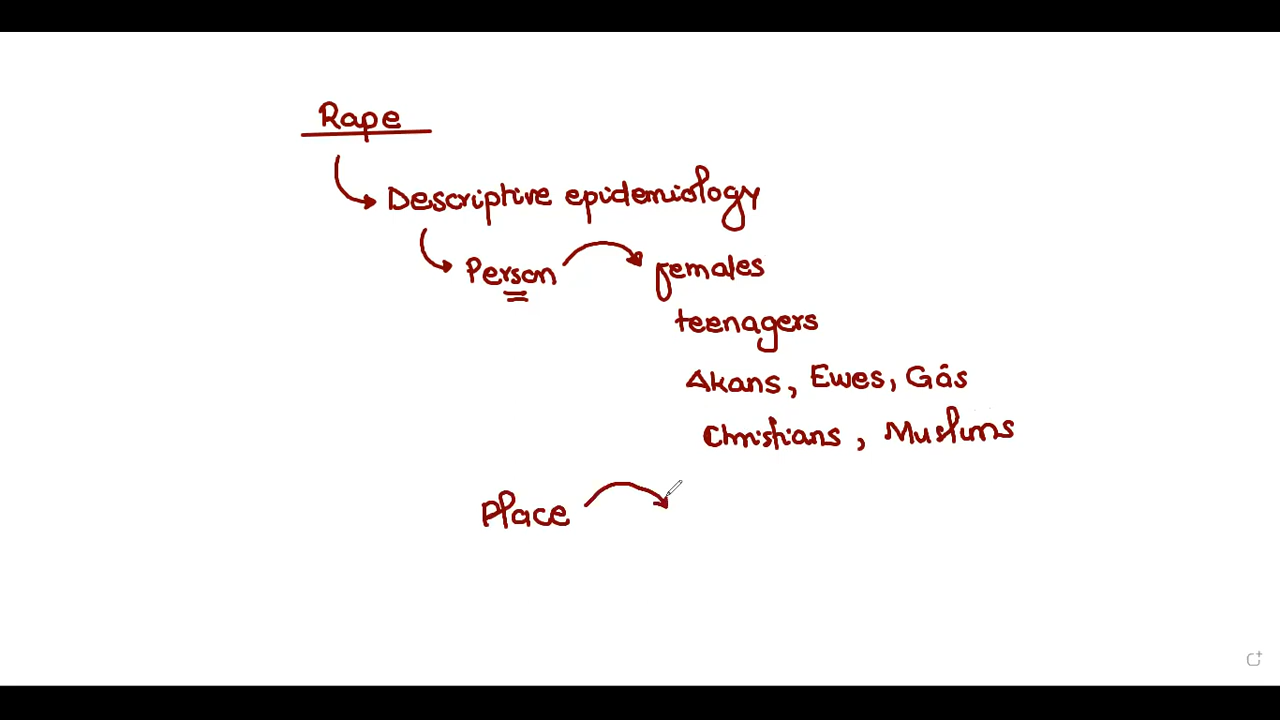 Rape
Descriptive epidemiology
Person females
teenagers
Akans, Ewes, Gás
Christians, Muslims
Place